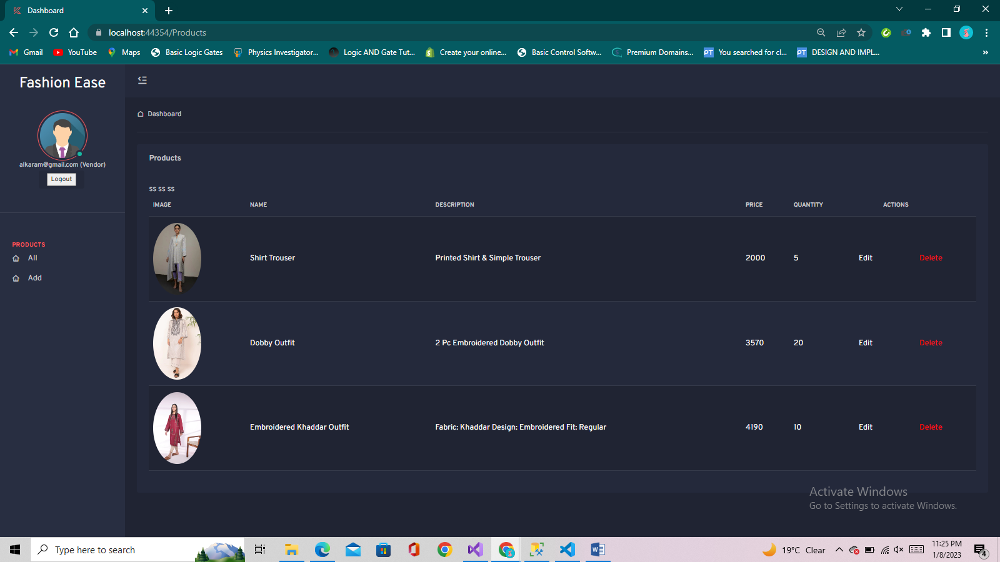 Dashboard
localhost:44354/Products
Gmail YouTube Maps Basic Logic Gates Physics Investigator... Logic AND Gate Tut... Create your online... Basic Control Softw... Premium Domains... PT You searched for cl... PT DESIGN AND IMPL... »
Fashion Ease
Dashboard
alkaram@gmail.com (Vendor)
Logout
PRODUCTS
All
Add
Products
SS SS SS
IMAGE NAME DESCRIPTION PRICE QUANTITY ACTIONS
Shirt Trouser Printed Shirt & Simple Trouser 2000 5 Edit Delete
Dobby Outfit 2 Pc Embroidered Dobby Outfit 3570 20 Edit Delete
Embroidered Khaddar Outfit Fabric: Khaddar Design: Embroidered Fit: Regular 4190 10 Edit Delete
Activate Windows
Go to Settings to activate Windows.
Type here to search
19°C Clear
11:25 PM
1/8/2023
4